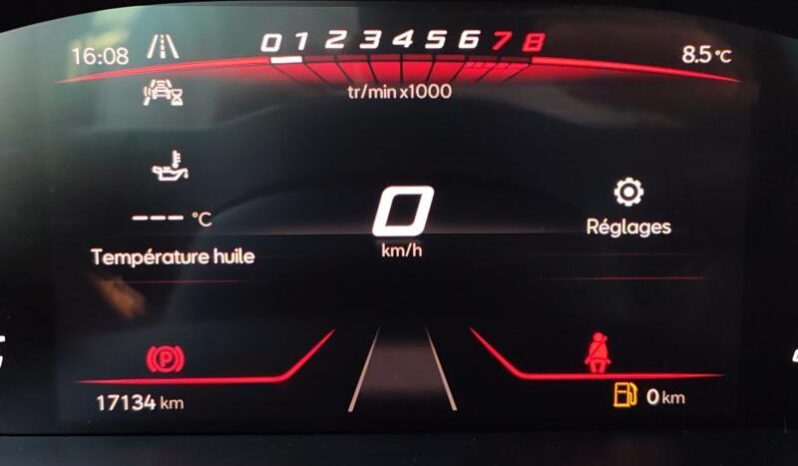 16:08
0 1 2 3 4 5 6 7 8
8.5°C
tr/min x1000
--- °C
Température huile
0
km/h
Réglages
P
17134 km
0 km